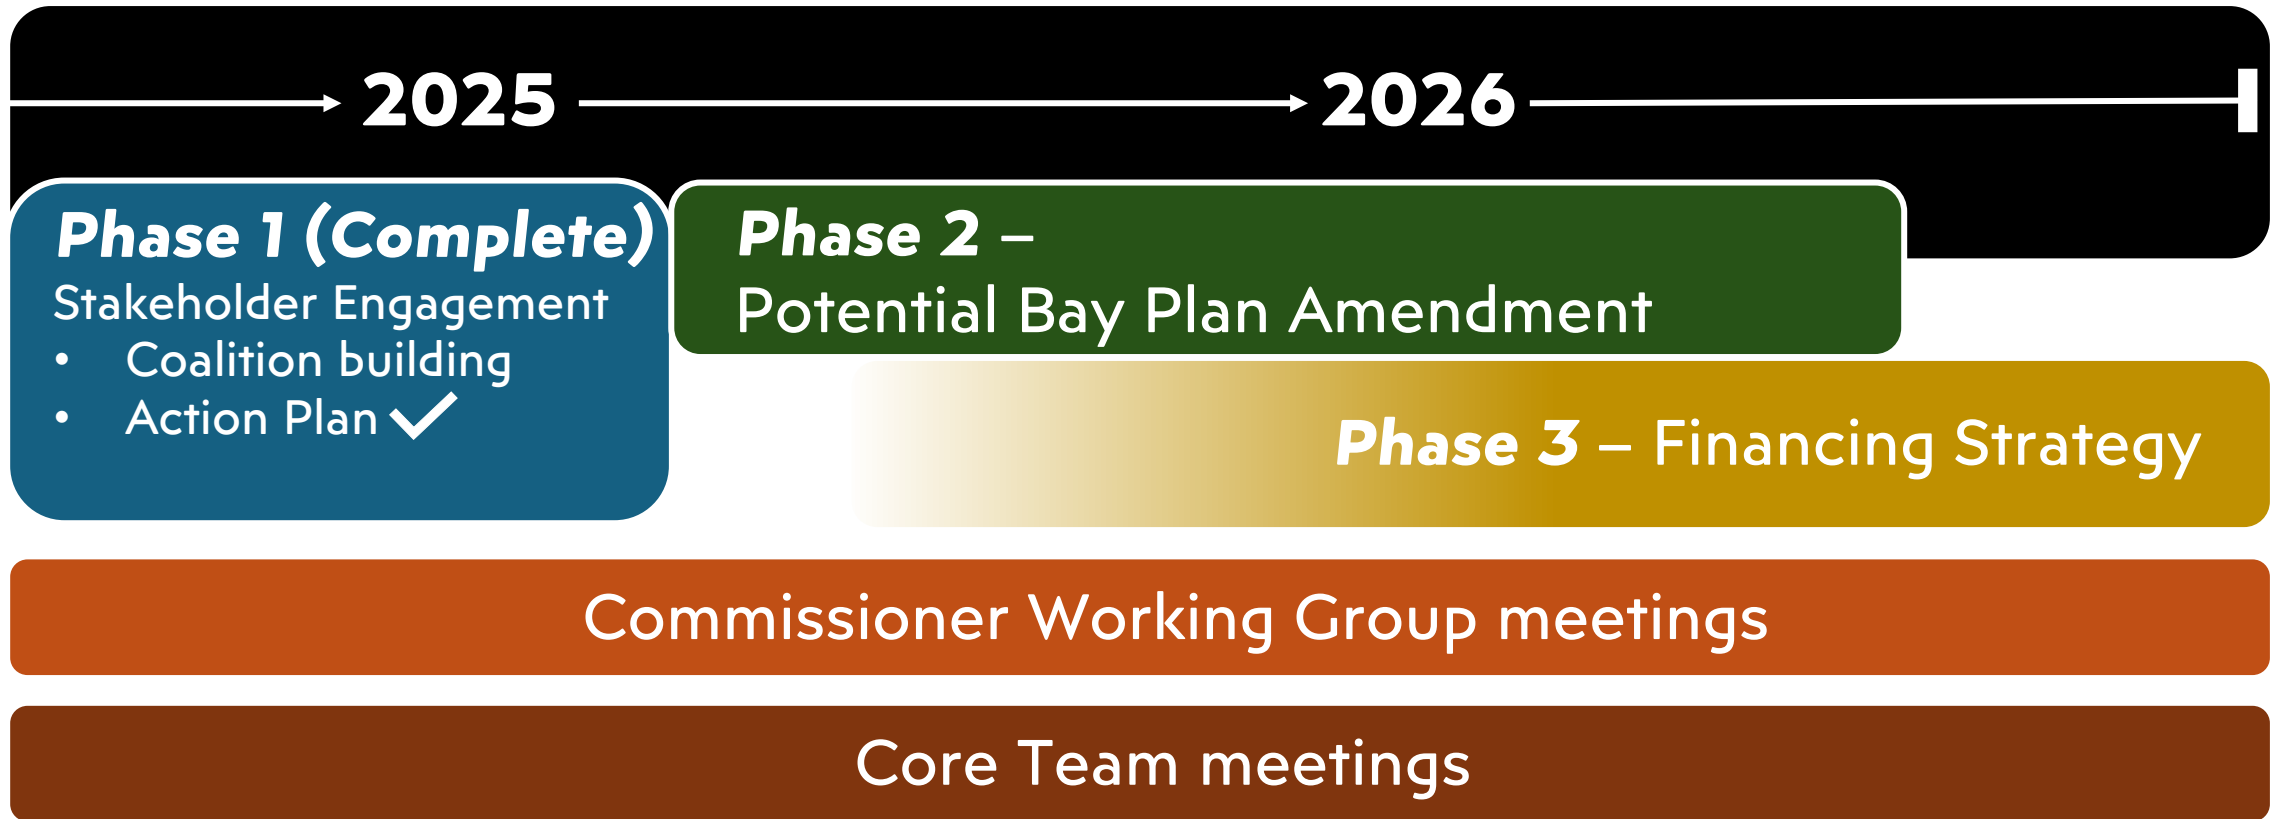 2025
2026
Phase 1 (Complete)
Stakeholder Engagement
• Coalition building
• Action Plan ✓
Phase 2 –
Potential Bay Plan Amendment
Phase 3 – Financing Strategy
Commissioner Working Group meetings
Core Team meetings